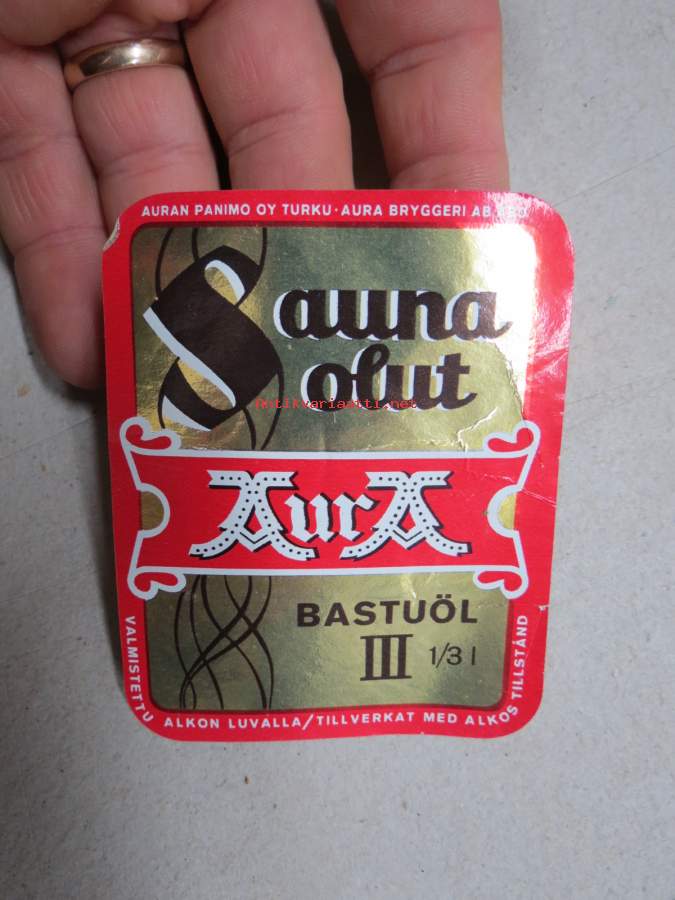 AURAN PANIMO OY TURKU · AURA BRYGGERI AB ÅBO
Sauna
olut
Antikvariaatti.net
AurA
BASTUÖL
III 1/3 l
VALMISTETTU ALKON LUVALLA/TILLVERKAT MED ALKOS TILLSTÅND